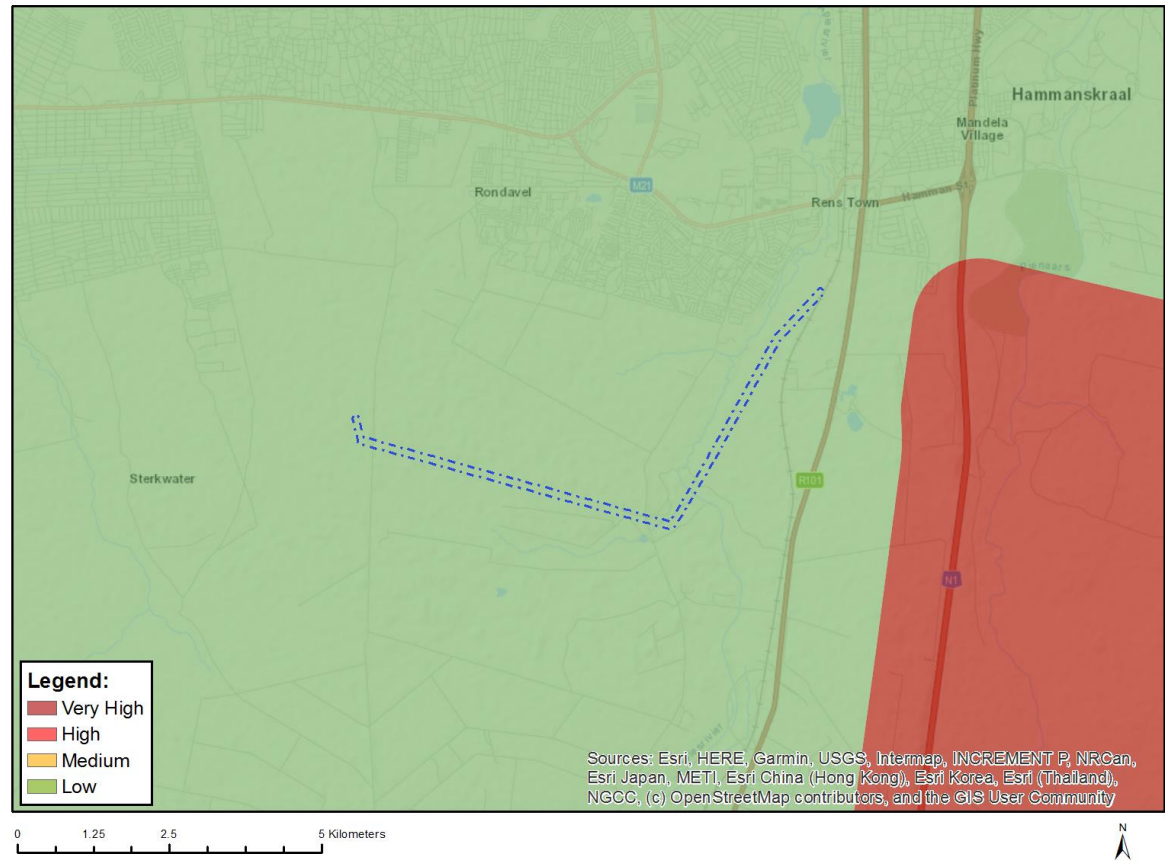 Platinum Hwy
Hammanskraal
Mandela
Village
M21
Rondavel
Hamman St
Rens Town
Pienaars
Sterkwater
R101
N1
Legend:
Very High
High
Medium
Low
Sources: Esri, HERE, Garmin, USGS, Intermap, INCREMENT P, NRCan,
Esri Japan, METI, Esri China (Hong Kong), Esri Korea, Esri (Thailand),
NGCC, (c) OpenStreetMap contributors, and the GIS User Community
0 1.25 2.5 5 Kilometers
N